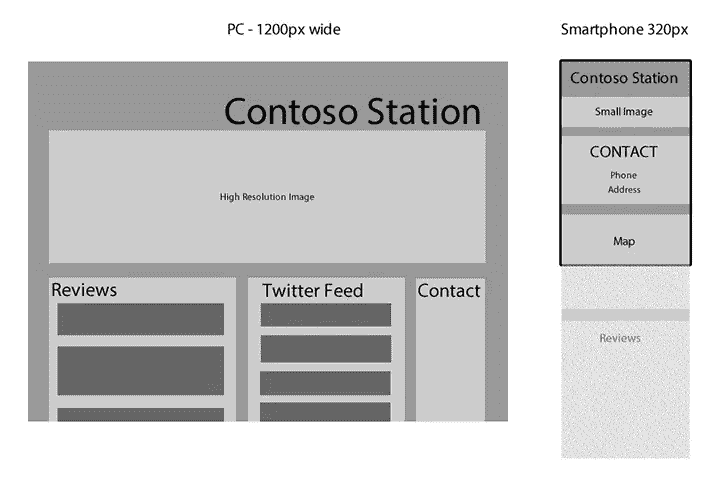 PC - 1200px wide
Contoso Station
High Resolution Image
Reviews
Twitter Feed
Contact
Smartphone 320px
Contoso Station
Small Image
CONTACT
Phone
Address
Map
Reviews